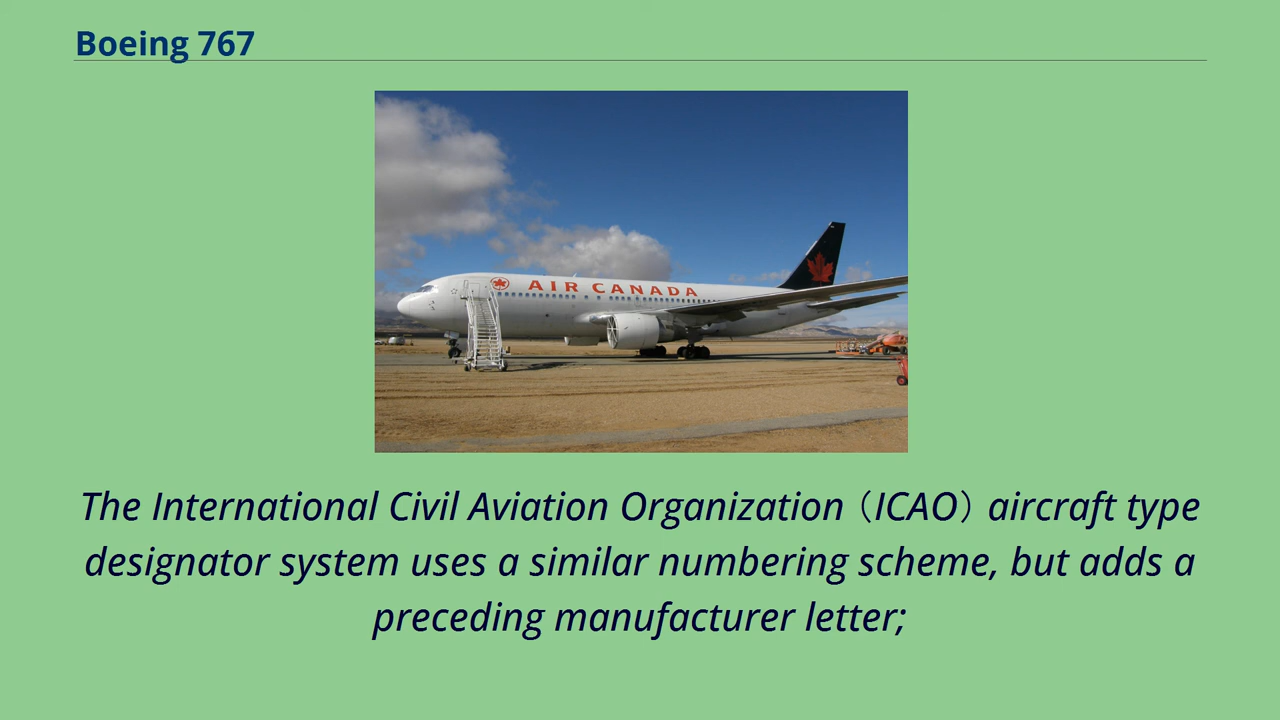 Boeing 767
AIR CANADA
The International Civil Aviation Organization（ICAO）aircraft type
designator system uses a similar numbering scheme, but adds a
preceding manufacturer letter;